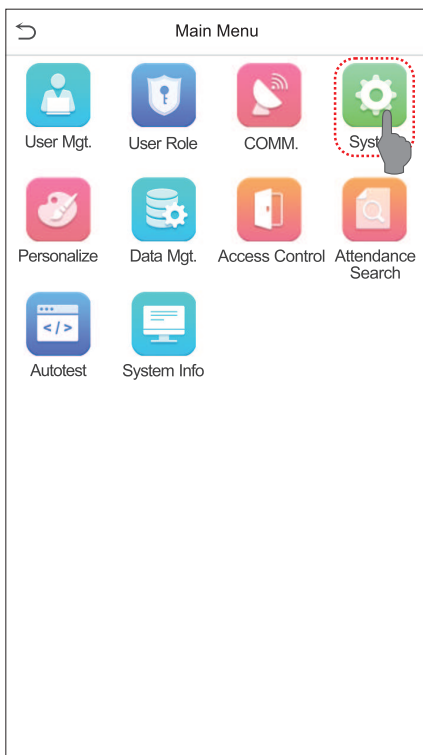 Main Menu
User Mgt.
User Role
COMM.
Personalize
Data Mgt.
Access Control
Attendance
Search
</>
Autotest
System Info